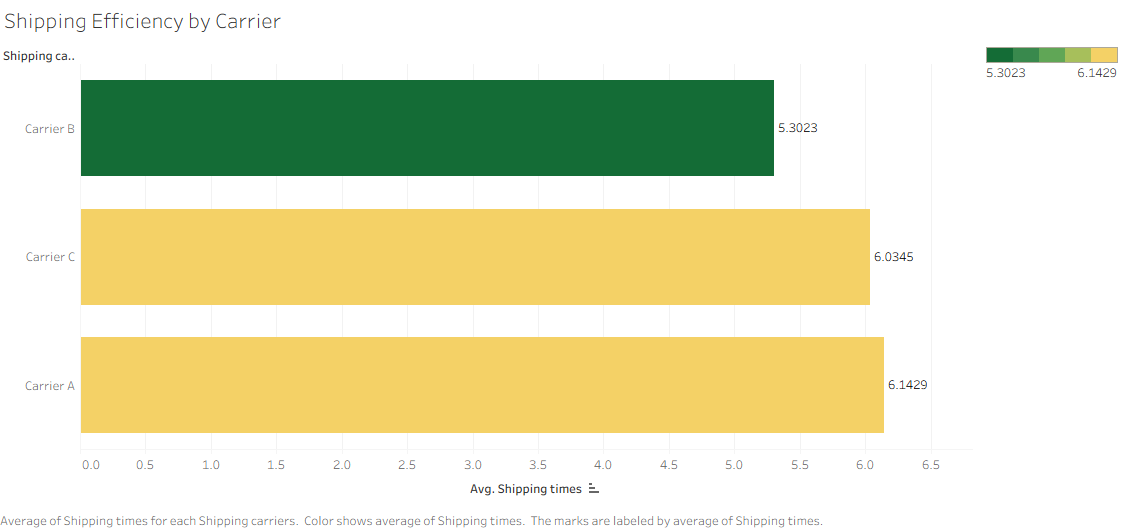 Shipping Efficiency by Carrier
Shipping ca..
5.3023 6.1429
Carrier B 5.3023
Carrier C 6.0345
Carrier A 6.1429
0.0 0.5 1.0 1.5 2.0 2.5 3.0 3.5 4.0 4.5 5.0 5.5 6.0 6.5
Avg. Shipping times
Average of Shipping times for each Shipping carriers. Color shows average of Shipping times. The marks are labeled by average of Shipping times.